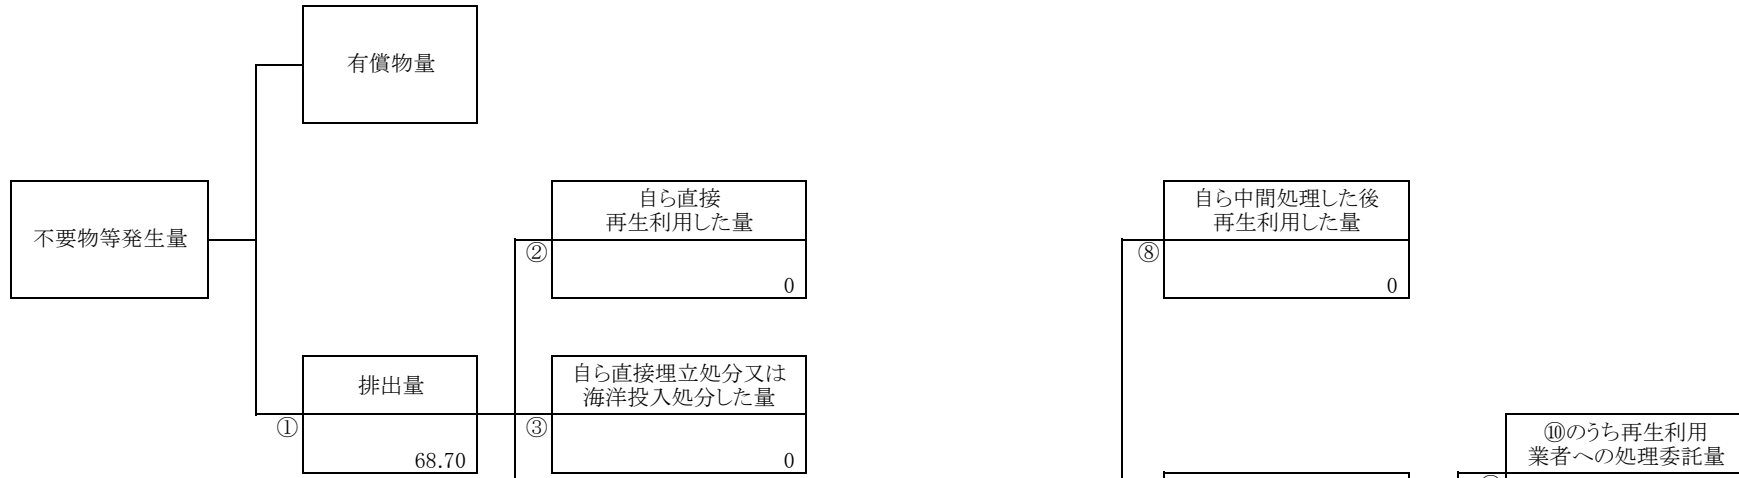 有償物量
不要物等発生量
自ら直接
再生利用した量
②
0
自ら中間処理した後
再生利用した量
⑧
0
排出量
①
68.70
自ら直接埋立処分又は
海洋投入処分した量
③
0
⑩のうち再生利用
業者への処理委託量